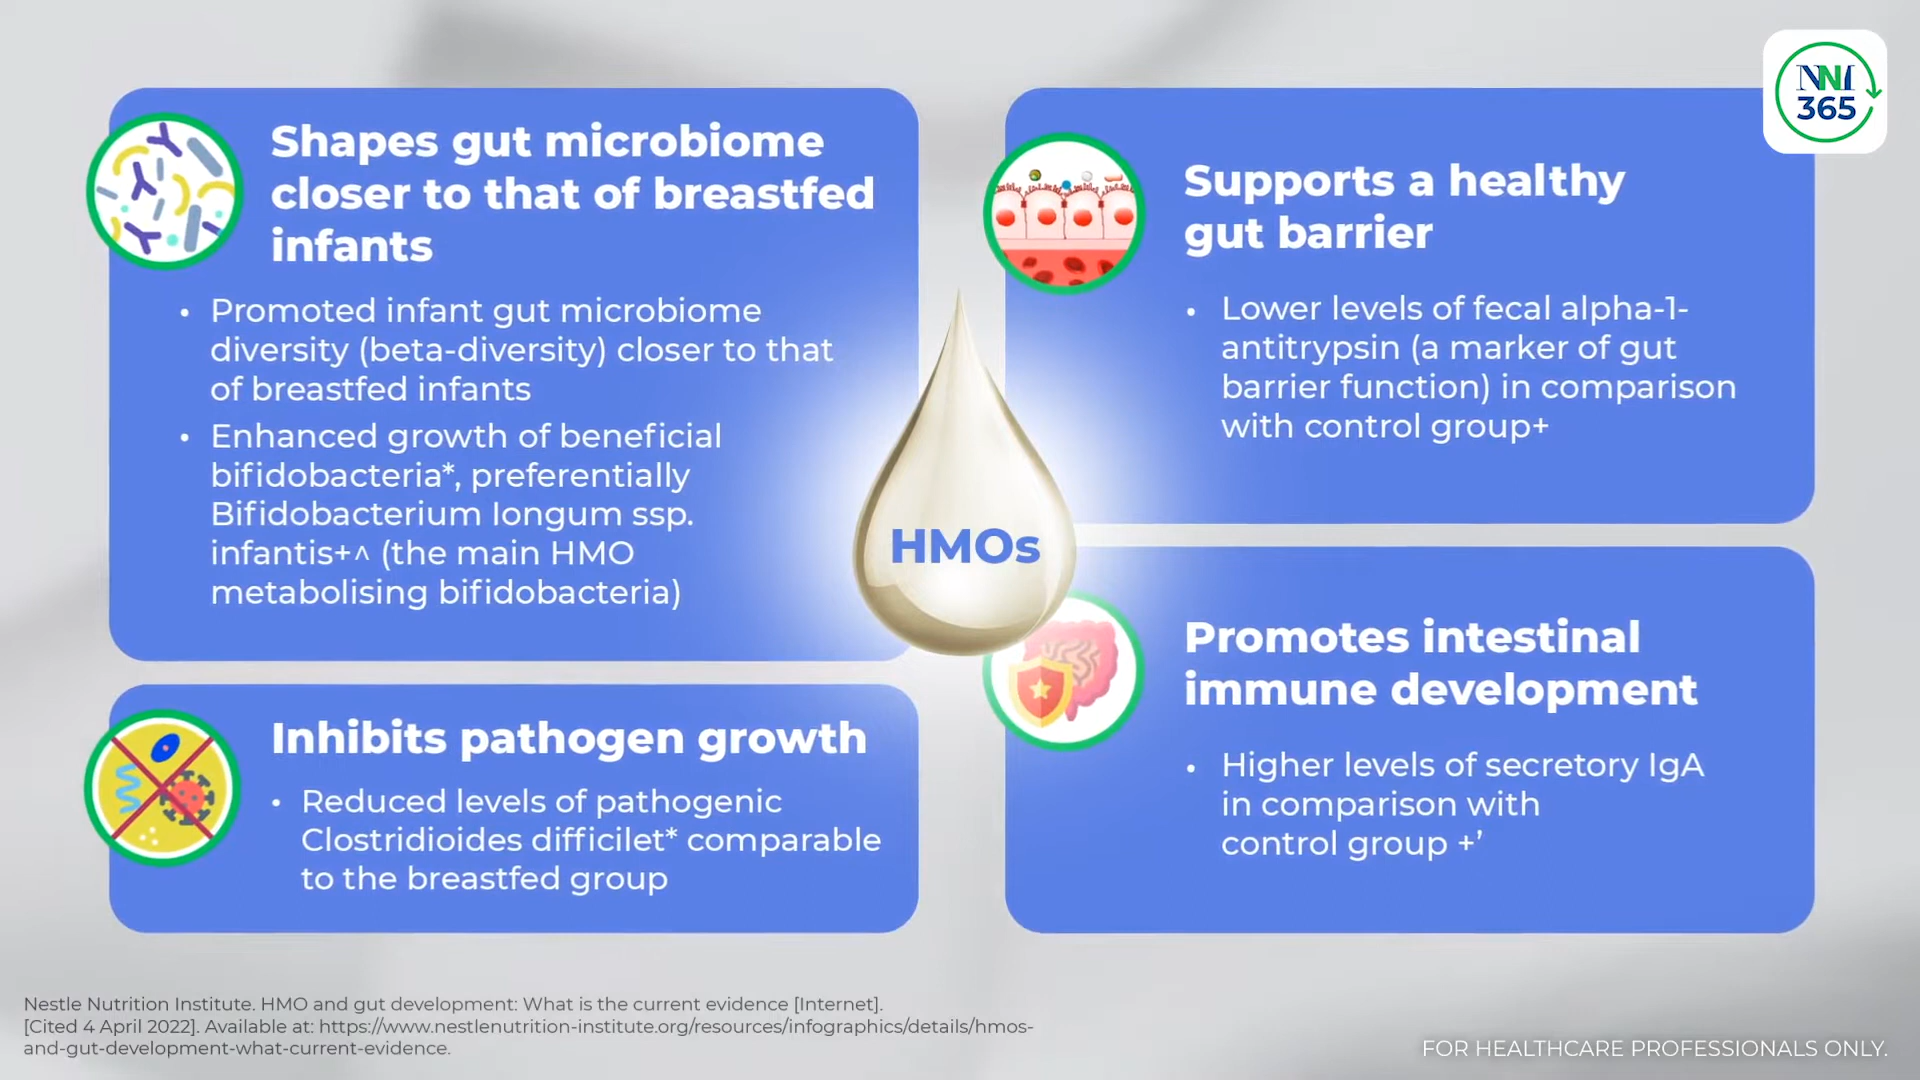 NNI
365
Shapes gut microbiome
closer to that of breastfed
infants
• Promoted infant gut microbiome
diversity (beta-diversity) closer to that
of breastfed infants
• Enhanced growth of beneficial
bifidobacteria*, preferentially
Bifidobacterium longum ssp.
infantis+^ (the main HMO
metabolising bifidobacteria)
Inhibits pathogen growth
• Reduced levels of pathogenic
Clostridioides difficilet* comparable
to the breastfed group
HMOs
Supports a healthy
gut barrier
• Lower levels of fecal alpha-1-
antitrypsin (a marker of gut
barrier function) in comparison
with control group+
Promotes intestinal
immune development
• Higher levels of secretory IgA
in comparison with
control group +’
Nestle Nutrition Institute. HMO and gut development: What is the current evidence [Internet].
[Cited 4 April 2022]. Available at: https://www.nestlenutrition-institute.org/resources/infographics/details/hmos-
and-gut-development-what-current-evidence.
FOR HEALTHCARE PROFESSIONALS ONLY.